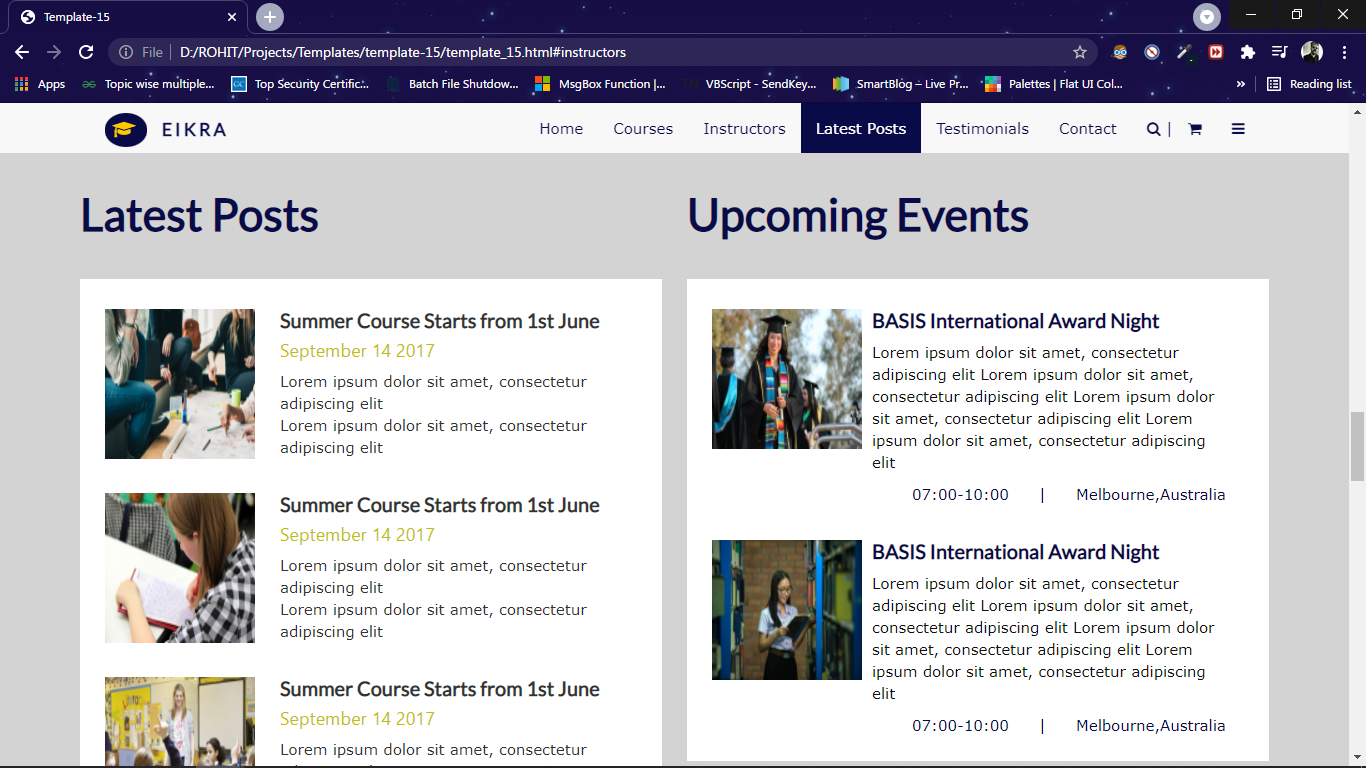 Template-15
File D:/ROHIT/Projects/Templates/template-15/template_15.html#instructors
Apps Topic wise multiple... Top Security Certific... Batch File Shutdow... MsgBox Function |... VBScript - SendKey... SmartBlog – Live Pr... Palettes | Flat UI Col... » Reading list
EIKRA Home Courses Instructors Latest Posts Testimonials Contact |
Latest Posts
Summer Course Starts from 1st June
September 14 2017
Lorem ipsum dolor sit amet, consectetur
adipiscing elit
Lorem ipsum dolor sit amet, consectetur
adipiscing elit
Summer Course Starts from 1st June
September 14 2017
Lorem ipsum dolor sit amet, consectetur
adipiscing elit
Lorem ipsum dolor sit amet, consectetur
adipiscing elit
Summer Course Starts from 1st June
September 14 2017
Lorem ipsum dolor sit amet, consectetur
Upcoming Events
BASIS International Award Night
Lorem ipsum dolor sit amet, consectetur
adipiscing elit Lorem ipsum dolor sit amet,
consectetur adipiscing elit Lorem ipsum dolor
sit amet, consectetur adipiscing elit Lorem
ipsum dolor sit amet, consectetur adipiscing
elit
07:00-10:00 | Melbourne,Australia
BASIS International Award Night
Lorem ipsum dolor sit amet, consectetur
adipiscing elit Lorem ipsum dolor sit amet,
consectetur adipiscing elit Lorem ipsum dolor
sit amet, consectetur adipiscing elit Lorem
ipsum dolor sit amet, consectetur adipiscing
elit
07:00-10:00 | Melbourne,Australia